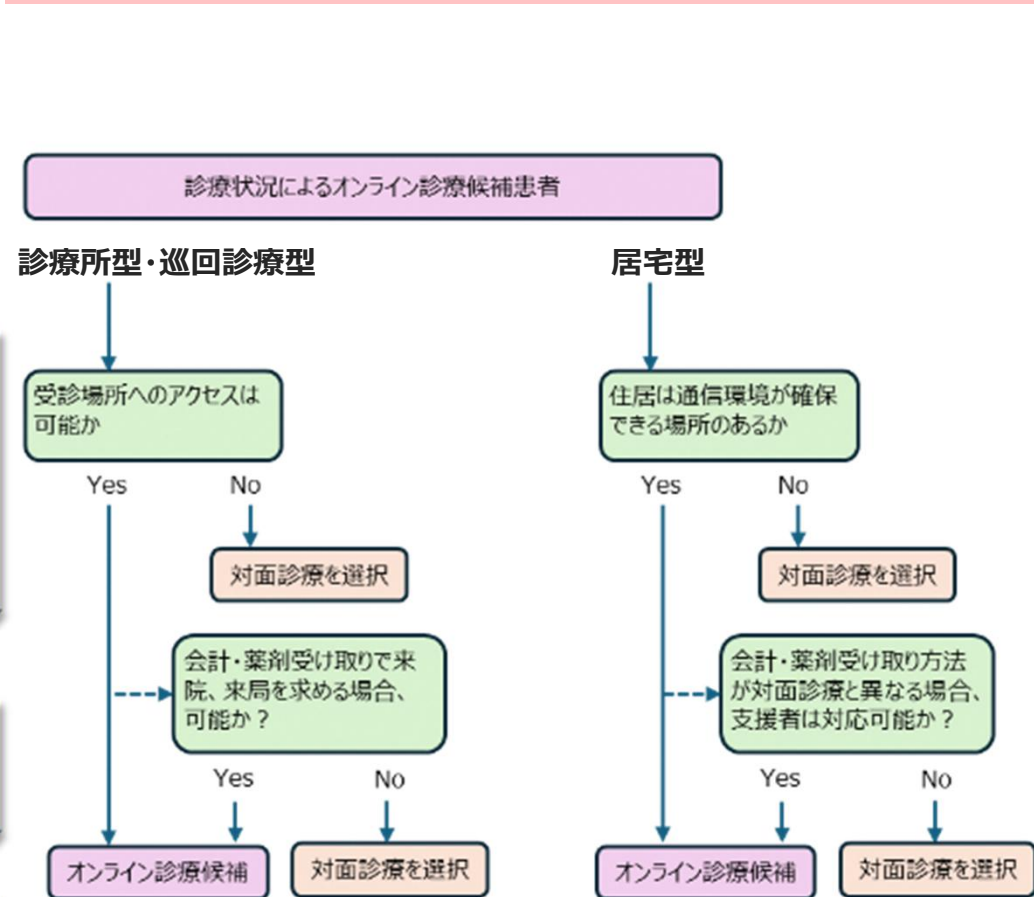 診療状況によるオンライン診療候補患者
診療所型・巡回診療型
受診場所へのアクセスは
可能か
Yes
No
対面診療を選択
会計・薬剤受け取りで来
院、来局を求める場合、
可能か？
Yes
No
オンライン診療候補
対面診療を選択
居宅型
住居は通信環境が確保
できる場所のあるか
Yes
No
対面診療を選択
会計・薬剤受け取り方法
が対面診療と異なる場合、
支援者は対応可能か？
Yes
No
オンライン診療候補
対面診療を選択